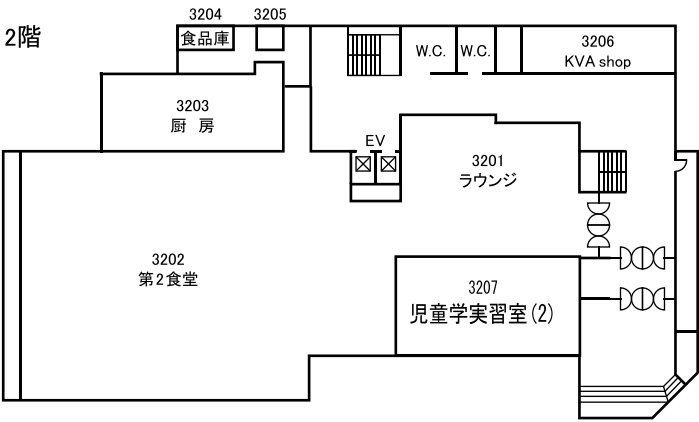 2階
3204
食品庫
3205
W.C.
W.C.
3206
KVA shop
3203
厨 房
EV
3201
ラウンジ
3202
第2食堂
3207
児童学実習室(2)